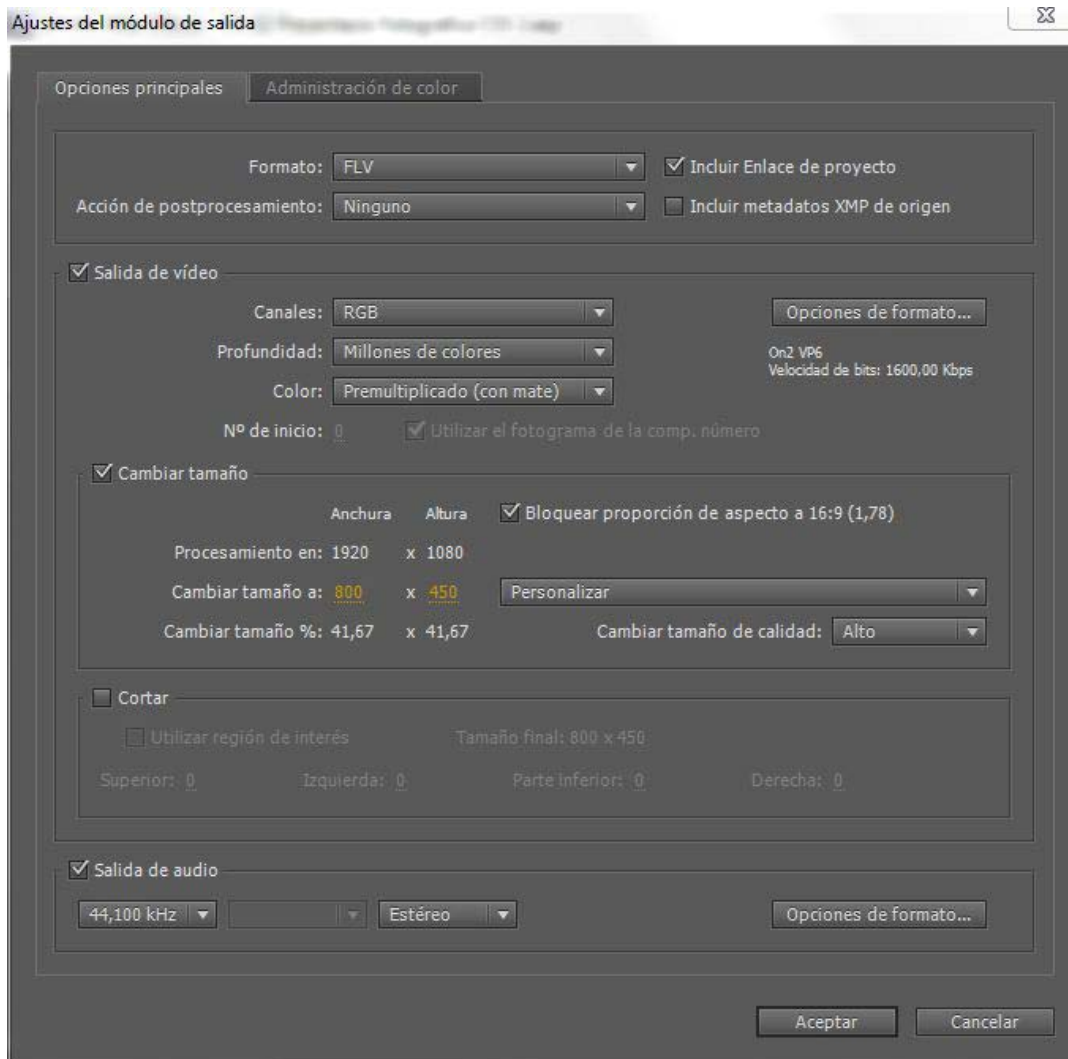 Ajustes del módulo de salida
Opciones principales Administración de color
Formato: FLV Incluir Enlace de proyecto
Acción de postprocesamiento: Ninguno Incluir metadatos XMP de origen
Salida de vídeo
Canales: RGB Opciones de formato...
Profundidad: Millones de colores On2 VP6
Velocidad de bits: 1600,00 Kbps
Color: Premultiplicado (con mate)
Nº de inicio: 0 Utilizar el fotograma de la comp. número
Cambiar tamaño
Anchura Altura Bloquear proporción de aspecto a 16:9 (1,78)
Procesamiento en: 1920 x 1080
Cambiar tamaño a: 800 x 450 Personalizar
Cambiar tamaño %: 41,67 x 41,67 Cambiar tamaño de calidad: Alto
Cortar
Utilizar región de interés Tamaño final: 800 x 450
Superior: 0 Izquierda: 0 Parte inferior: 0 Derecha: 0
Salida de audio
44,100 kHz Estéreo Opciones de formato...
Aceptar Cancelar